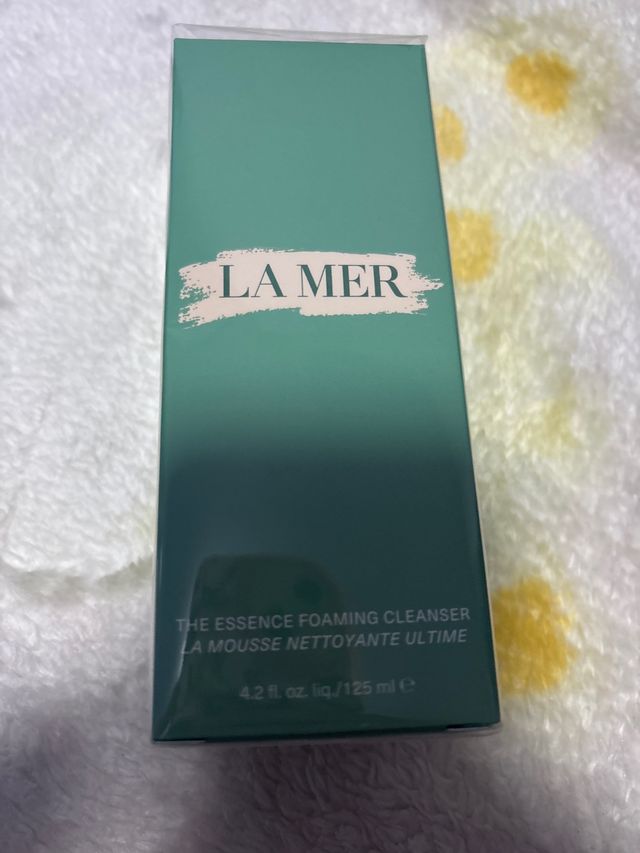 LA MER
THE ESSENCE FOAMING CLEANSER
LA MOUSSE NETTOYANTE ULTIME
4.2 fl. oz. liq./125 ml ℮